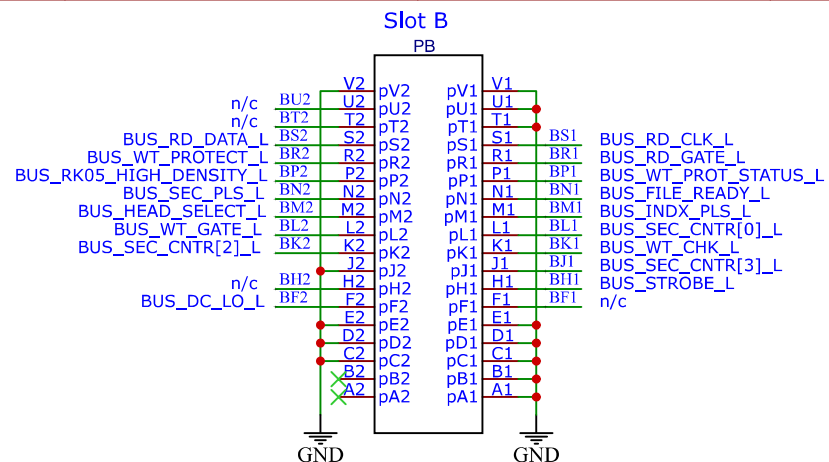 Slot B
PB
V2 pV2 pV1 V1
n/c BU2 U2 pU2 pU1 U1
n/c BT2 T2 pT2 pT1 T1
BUS_RD_DATA_L BS2 S2 pS2 pS1 S1 BS1 BUS_RD_CLK_L
BUS_WT_PROTECT_L BR2 R2 pR2 pR1 R1 BR1 BUS_RD_GATE_L
BUS_RK05_HIGH_DENSITY_L BP2 P2 pP2 pP1 P1 BP1 BUS_WT_PROT_STATUS_L
BUS_SEC_PLS_L BN2 N2 pN2 pN1 N1 BN1 BUS_FILE_READY_L
BUS_HEAD_SELECT_L BM2 M2 pM2 pM1 M1 BM1 BUS_INDX_PLS_L
BUS_WT_GATE_L BL2 L2 pL2 pL1 L1 BL1 BUS_SEC_CNTR[0]_L
BUS_SEC_CNTR[2]_L BK2 K2 pK2 pK1 K1 BK1 BUS_WT_CHK_L
J2 pJ2 pJ1 J1 BJ1 BUS_SEC_CNTR[3]_L
n/c BH2 H2 pH2 pH1 H1 BH1 BUS_STROBE_L
BUS_DC_LO_L BF2 F2 pF2 pF1 F1 BF1 n/c
E2 pE2 pE1 E1
D2 pD2 pD1 D1
C2 pC2 pC1 C1
B2 pB2 pB1 B1
A2 pA2 pA1 A1
GND GND